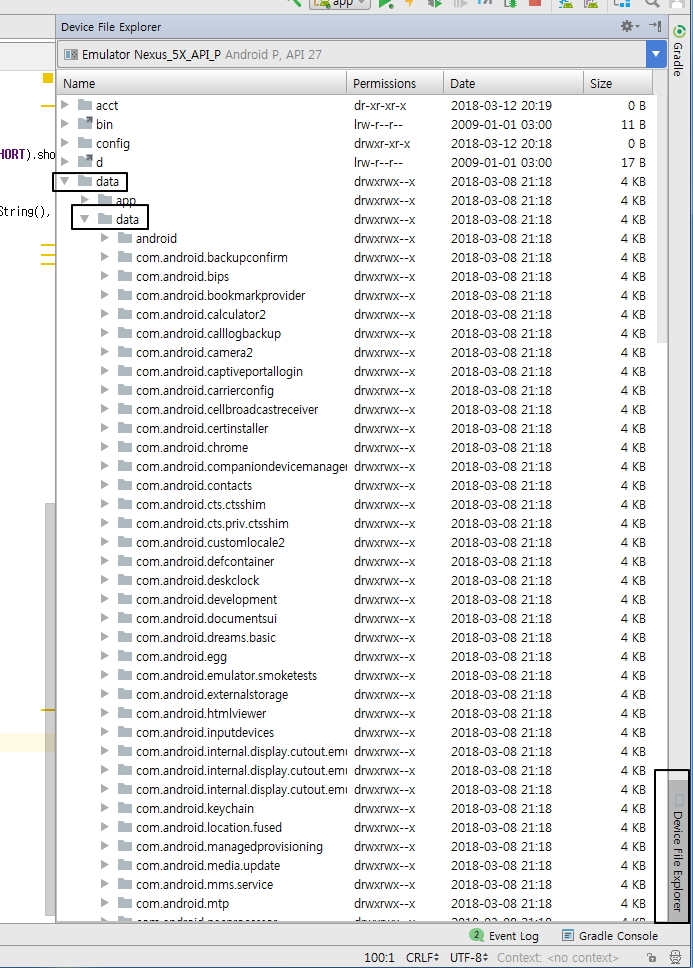 app
Device File Explorer
Emulator Nexus_5X_API_P Android P, API 27
Name Permissions Date Size
acct dr-xr-xr-x 2018-03-12 20:19 0 B
bin lrw-r--r-- 2009-01-01 03:00 11 B
config drwxr-xr-x 2018-03-12 20:18 0 B
d lrw-r--r-- 2009-01-01 03:00 17 B
data drwxrwx--x 2018-03-08 21:18 4 KB
app drwxrwx--x 2018-03-08 21:18 4 KB
data drwxrwx--x 2018-03-08 21:18 4 KB
android drwxrwx--x 2018-03-08 21:18 4 KB
com.android.backupconfirm drwxrwx--x 2018-03-08 21:18 4 KB
com.android.bips drwxrwx--x 2018-03-08 21:18 4 KB
com.android.bookmarkprovider drwxrwx--x 2018-03-08 21:18 4 KB
com.android.calculator2 drwxrwx--x 2018-03-08 21:18 4 KB
com.android.calllogbackup drwxrwx--x 2018-03-08 21:18 4 KB
com.android.camera2 drwxrwx--x 2018-03-08 21:18 4 KB
com.android.captiveportallogin drwxrwx--x 2018-03-08 21:18 4 KB
com.android.carrierconfig drwxrwx--x 2018-03-08 21:18 4 KB
com.android.cellbroadcastreceiver drwxrwx--x 2018-03-08 21:18 4 KB
com.android.certinstaller drwxrwx--x 2018-03-08 21:18 4 KB
com.android.chrome drwxrwx--x 2018-03-08 21:18 4 KB
com.android.companiondevicemanager drwxrwx--x 2018-03-08 21:18 4 KB
com.android.contacts drwxrwx--x 2018-03-08 21:18 4 KB
com.android.cts.ctsshim drwxrwx--x 2018-03-08 21:18 4 KB
com.android.cts.priv.ctsshim drwxrwx--x 2018-03-08 21:18 4 KB
com.android.customlocale2 drwxrwx--x 2018-03-08 21:18 4 KB
com.android.defcontainer drwxrwx--x 2018-03-08 21:18 4 KB
com.android.deskclock drwxrwx--x 2018-03-08 21:18 4 KB
com.android.development drwxrwx--x 2018-03-08 21:18 4 KB
com.android.documentsui drwxrwx--x 2018-03-08 21:18 4 KB
com.android.dreams.basic drwxrwx--x 2018-03-08 21:18 4 KB
com.android.egg drwxrwx--x 2018-03-08 21:18 4 KB
com.android.emulator.smoketests drwxrwx--x 2018-03-08 21:18 4 KB
com.android.externalstorage drwxrwx--x 2018-03-08 21:18 4 KB
com.android.htmlviewer drwxrwx--x 2018-03-08 21:18 4 KB
com.android.inputdevices drwxrwx--x 2018-03-08 21:18 4 KB
com.android.internal.display.cutout.emu drwxrwx--x 2018-03-08 21:18 4 KB
com.android.internal.display.cutout.emu drwxrwx--x 2018-03-08 21:18 4 KB
com.android.internal.display.cutout.emu drwxrwx--x 2018-03-08 21:18 4 KB
com.android.keychain drwxrwx--x 2018-03-08 21:18 4 KB
com.android.location.fused drwxrwx--x 2018-03-08 21:18 4 KB
com.android.managedprovisioning drwxrwx--x 2018-03-08 21:18 4 KB
com.android.media.update drwxrwx--x 2018-03-08 21:18 4 KB
com.android.mms.service drwxrwx--x 2018-03-08 21:18 4 KB
com.android.mtp drwxrwx--x 2018-03-08 21:18 4 KB
HORT).sho
String(),
Gradle
Device File Explorer
2 Event Log Gradle Console
100:1 CRLF UTF-8 Context: <no context>